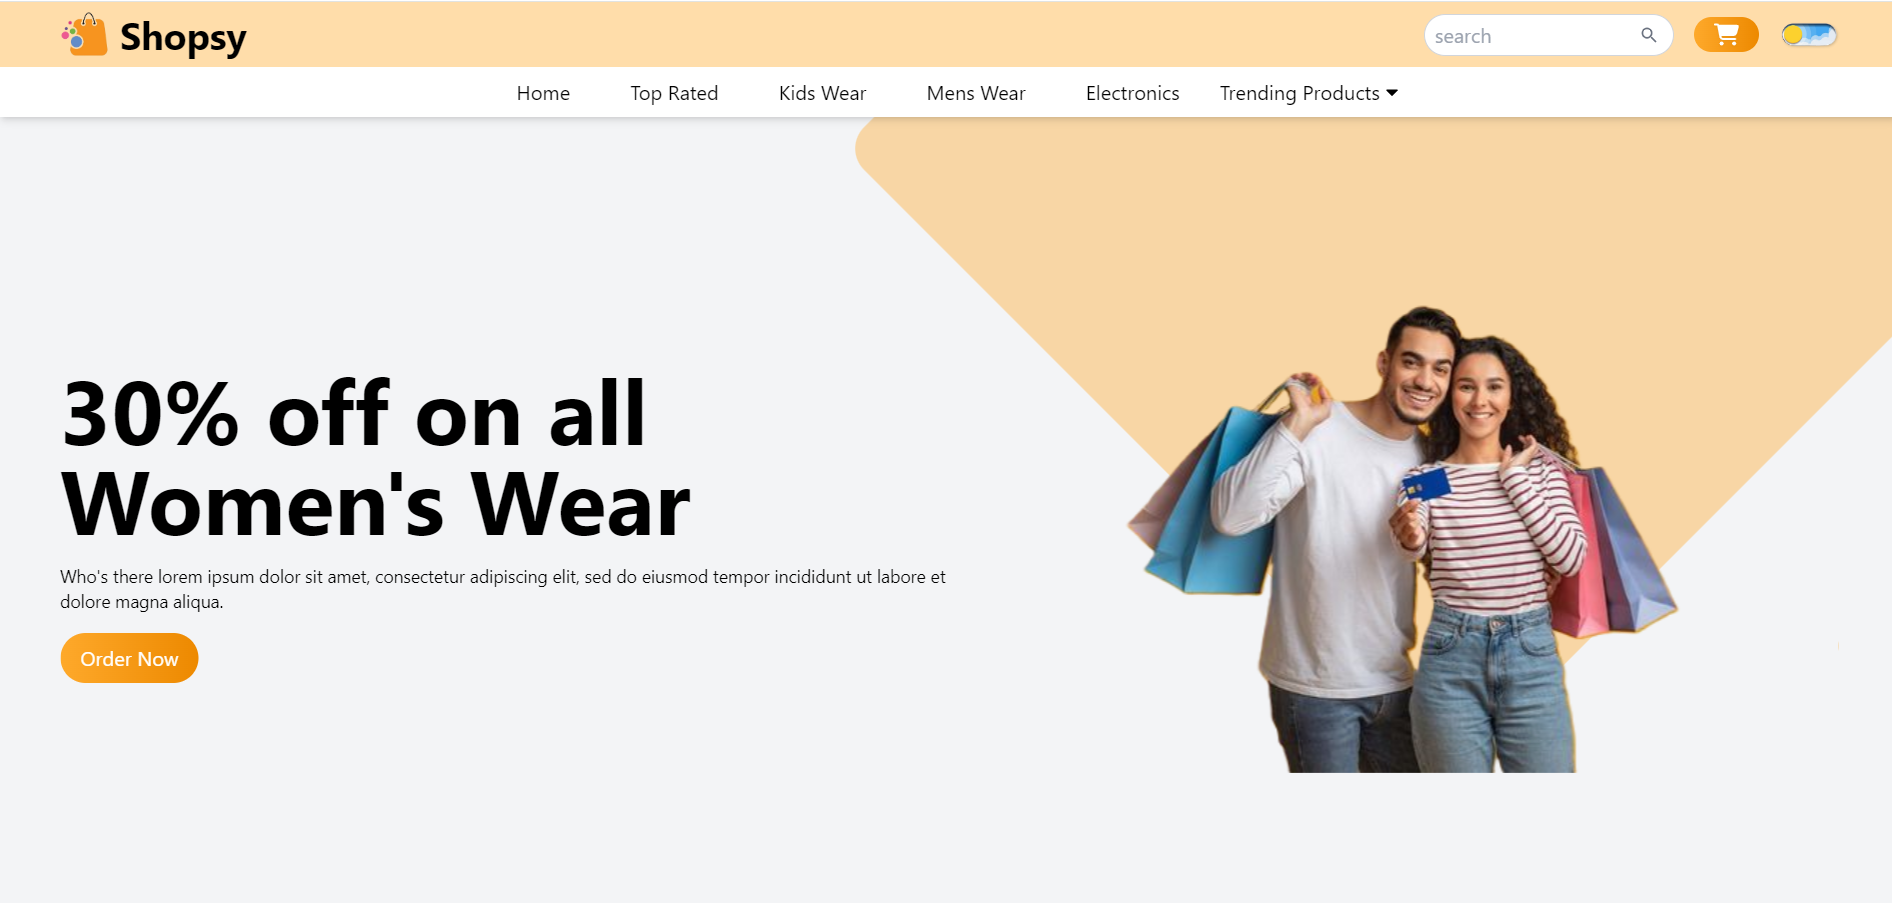 Shopsy
search
Home
Top Rated
Kids Wear
Mens Wear
Electronics
Trending Products
30% off on all
Women's Wear
Who's there lorem ipsum dolor sit amet, consectetur adipiscing elit, sed do eiusmod tempor incididunt ut labore et
dolore magna aliqua.
Order Now